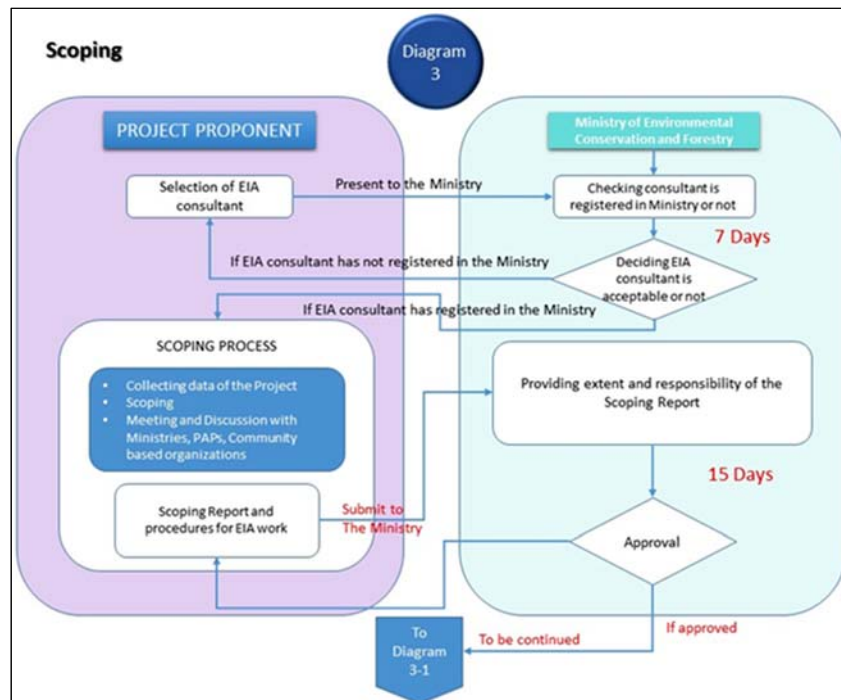 Scoping
Diagram
3
PROJECT PROPONENT
Ministry of Environmental
Conservation and Forestry
Selection of EIA
consultant
Present to the Ministry
Checking consultant is
registered in Ministry or not
7 Days
If EIA consultant has not registered in the Ministry
Deciding EIA
consultant is
acceptable or not
If EIA consultant has registered in the Ministry
SCOPING PROCESS
• Collecting data of the Project
• Scoping
• Meeting and Discussion with
Ministries, PAPs, Community
based organizations
Providing extent and responsibility of the
Scoping Report
15 Days
Scoping Report and
procedures for EIA work
Submit to
The Ministry
Approval
If approved
To be continued
To
Diagram
3-1